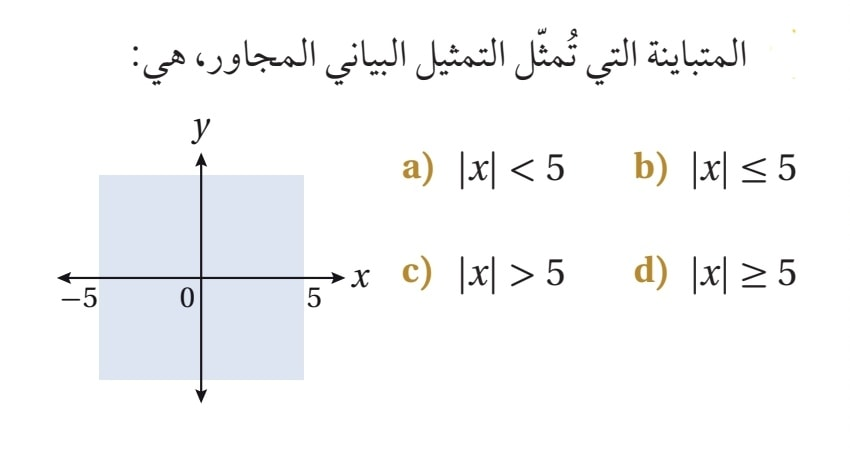 المتباينة التي تُمثّل التمثيل البياني المجاور، هي:
y
a) |x| < 5 b) |x| ≤ 5
x c) |x| > 5 d) |x| ≥ 5
−5 0 5